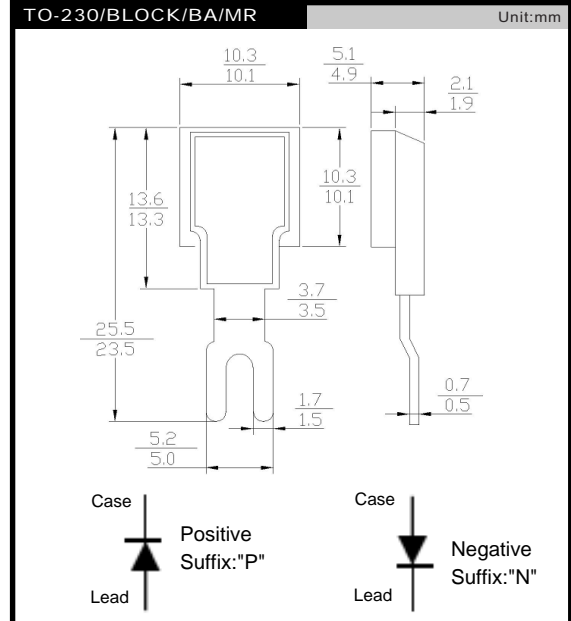 TO-230/BLOCK/BA/MR
Unit:mm
10.3
10.1
5.1
4.9
2.1
1.9
13.6
13.3
10.3
10.1
3.7
3.5
25.5
23.5
1.7
1.5
0.7
0.5
5.2
5.0
Case
Positive
Suffix:"P"
Lead
Case
Negative
Suffix:"N"
Lead